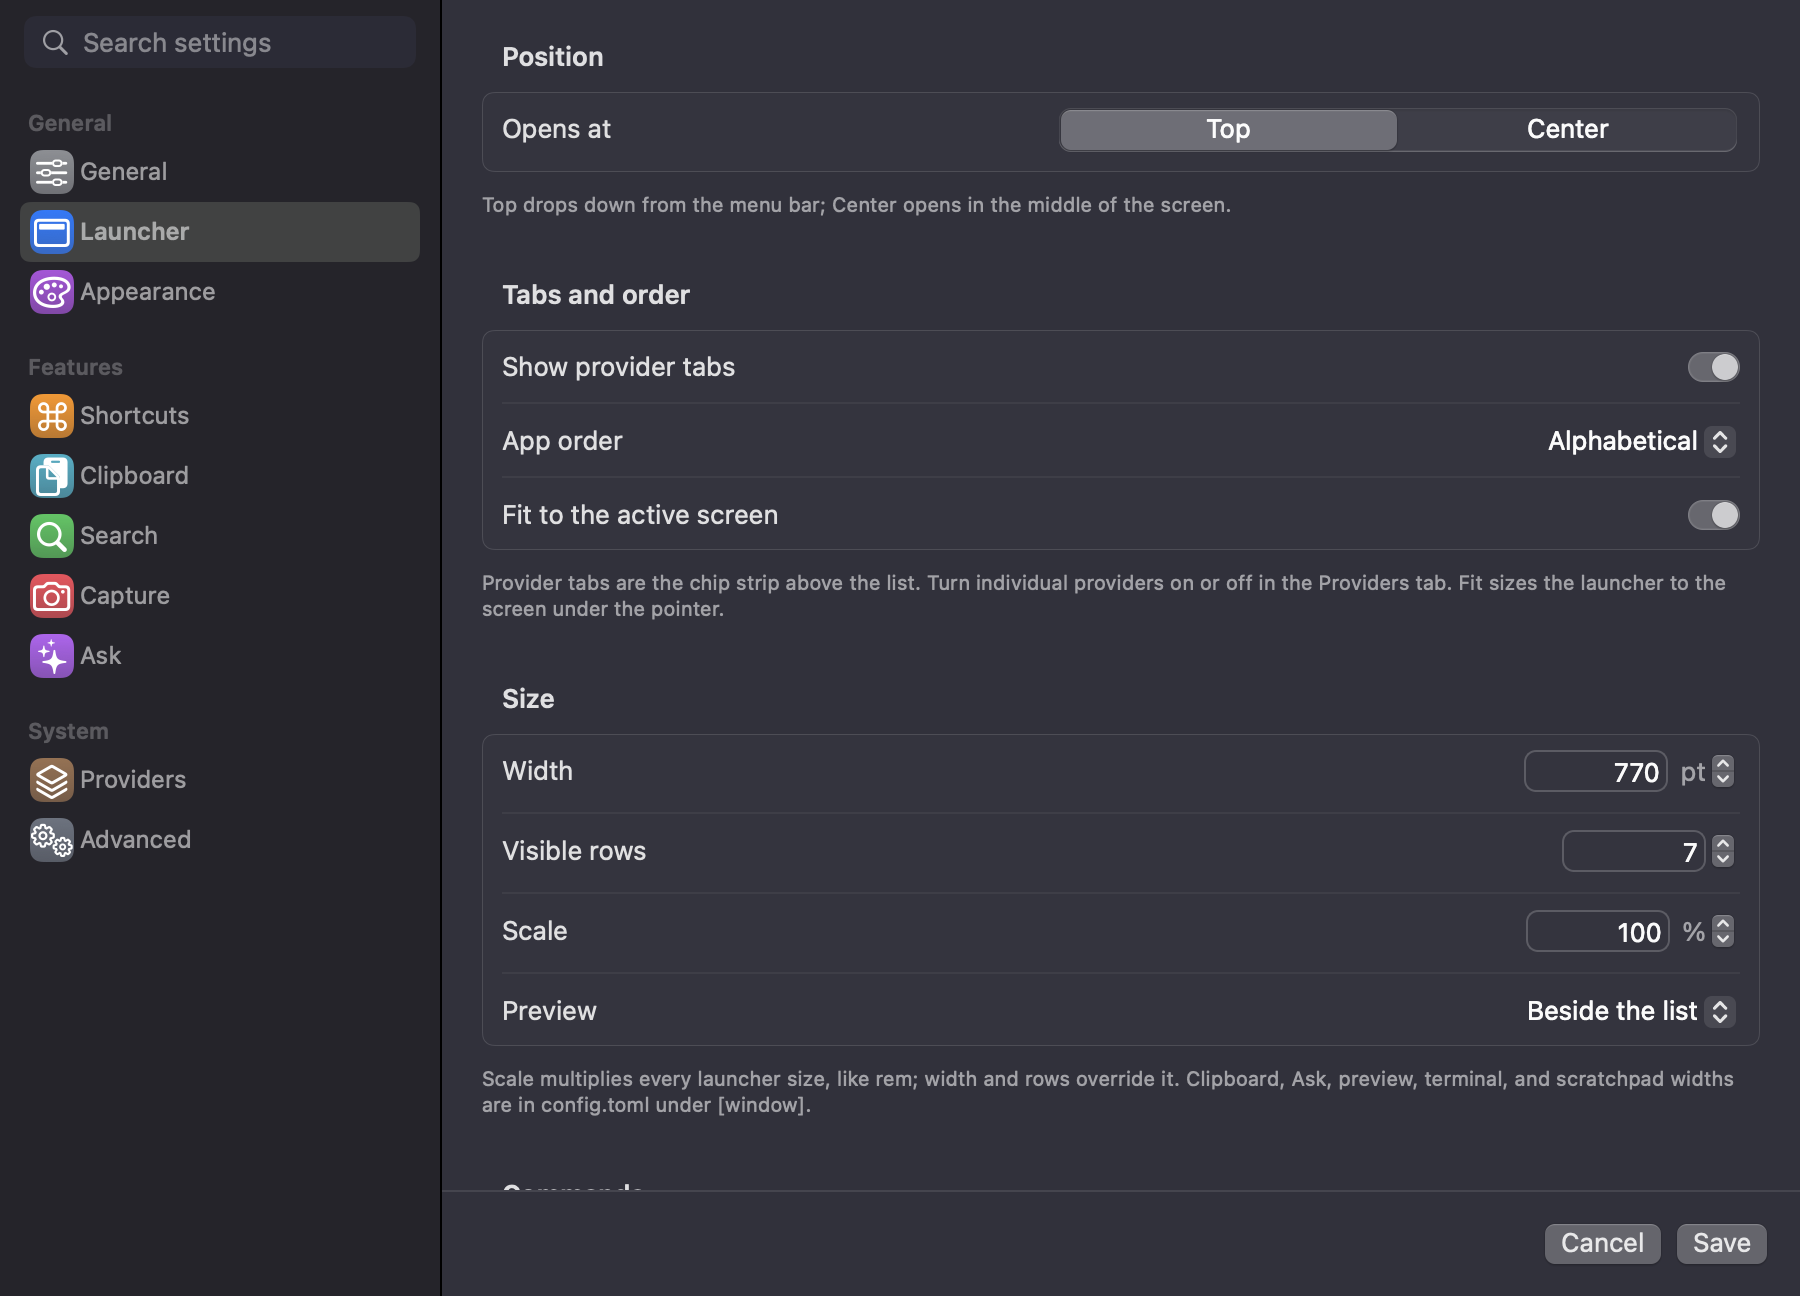 Search settings
General
General
Launcher
Appearance
Features
Shortcuts
Clipboard
Search
Capture
Ask
System
Providers
Advanced
Position
Opens at
Top
Center
Top drops down from the menu bar; Center opens in the middle of the screen.
Tabs and order
Show provider tabs
App order
Alphabetical
Fit to the active screen
Provider tabs are the chip strip above the list. Turn individual providers on or off in the Providers tab. Fit sizes the launcher to the
screen under the pointer.
Size
Width
770 pt
Visible rows
7
Scale
100 %
Preview
Beside the list
Scale multiplies every launcher size, like rem; width and rows override it. Clipboard, Ask, preview, terminal, and scratchpad widths
are in config.toml under [window].
Cancel
Save